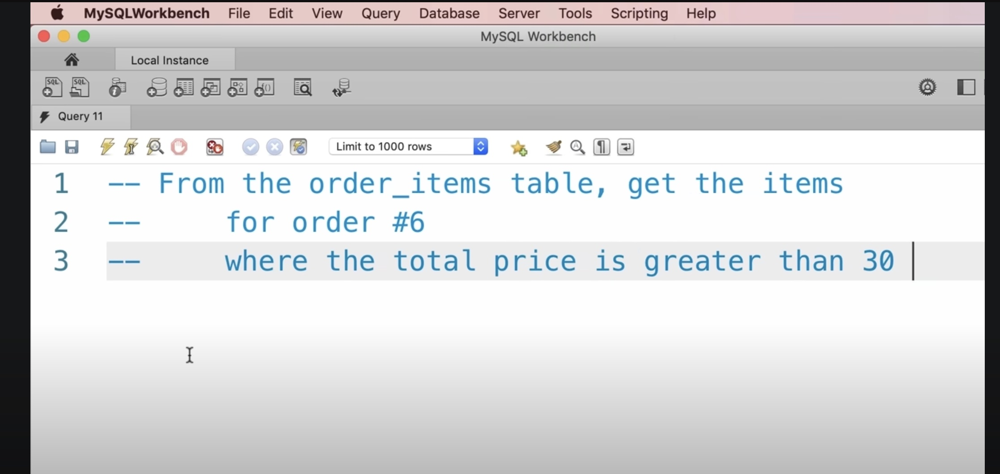 MySQLWorkbench File Edit View Query Database Server Tools Scripting Help
MySQL Workbench
Local Instance
SQL SQL f()
Query 11
Limit to 1000 rows
1 -- From the order_items table, get the items
2 -- for order #6
3 -- where the total price is greater than 30